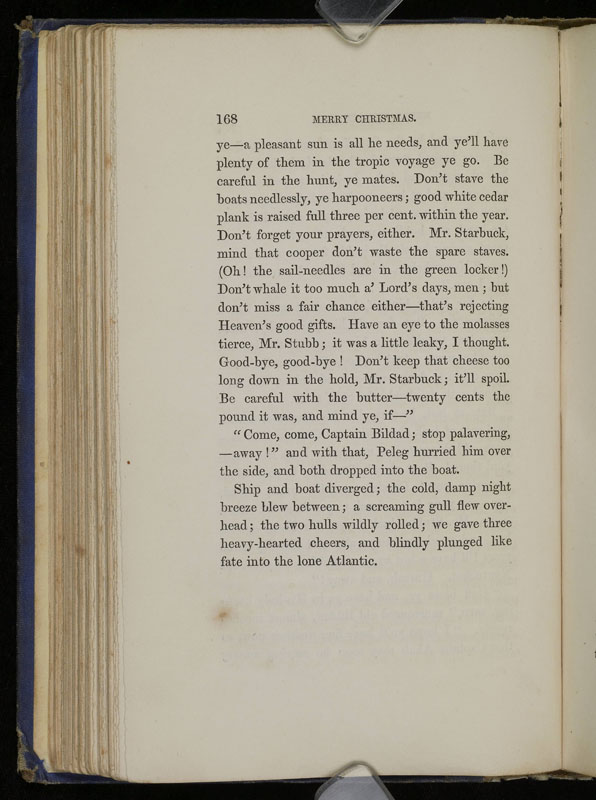 168 MERRY CHRISTMAS.
ye—a pleasant sun is all he needs, and ye'll have
plenty of them in the tropic voyage ye go. Be
careful in the hunt, ye mates. Don't stave the
boats needlessly, ye harpooneers; good white cedar
plank is raised full three per cent. within the year.
Don't forget your prayers, either. Mr. Starbuck,
mind that cooper don't waste the spare staves.
(Oh! the sail-needles are in the green locker!)
Don't whale it too much a' Lord's days, men; but
don't miss a fair chance either—that's rejecting
Heaven's good gifts. Have an eye to the molasses
tierce, Mr. Stubb; it was a little leaky, I thought.
Good-bye, good-bye! Don't keep that cheese too
long down in the hold, Mr. Starbuck; it'll spoil.
Be careful with the butter—twenty cents the
pound it was, and mind ye, if—"
"Come, come, Captain Bildad; stop palavering,
—away!" and with that, Peleg hurried him over
the side, and both dropped into the boat.
Ship and boat diverged; the cold, damp night
breeze blew between; a screaming gull flew over-
head; the two hulls wildly rolled; we gave three
heavy-hearted cheers, and blindly plunged like
fate into the lone Atlantic.